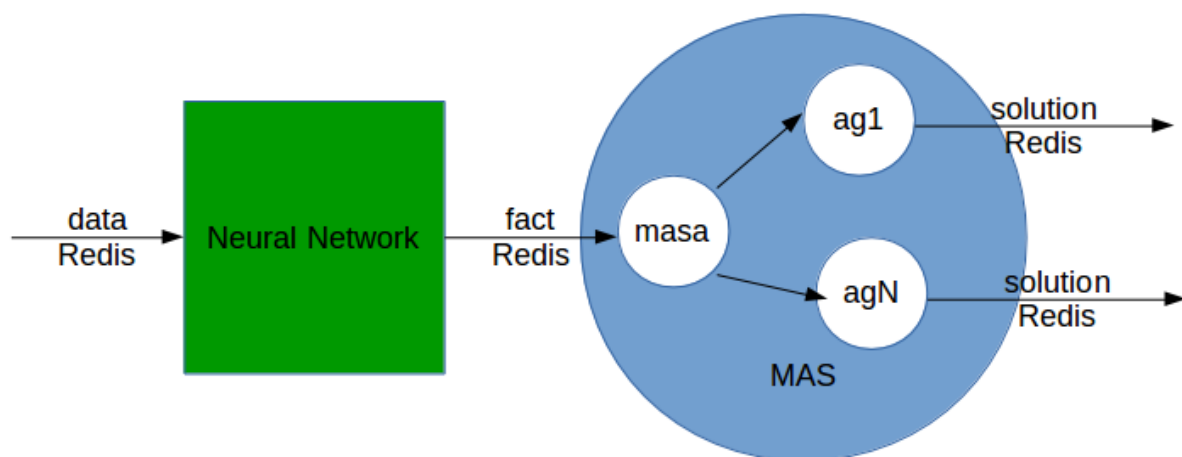 data
Redis
Neural Network
fact
Redis
masa
ag1
solution
Redis
agN
solution
Redis
MAS